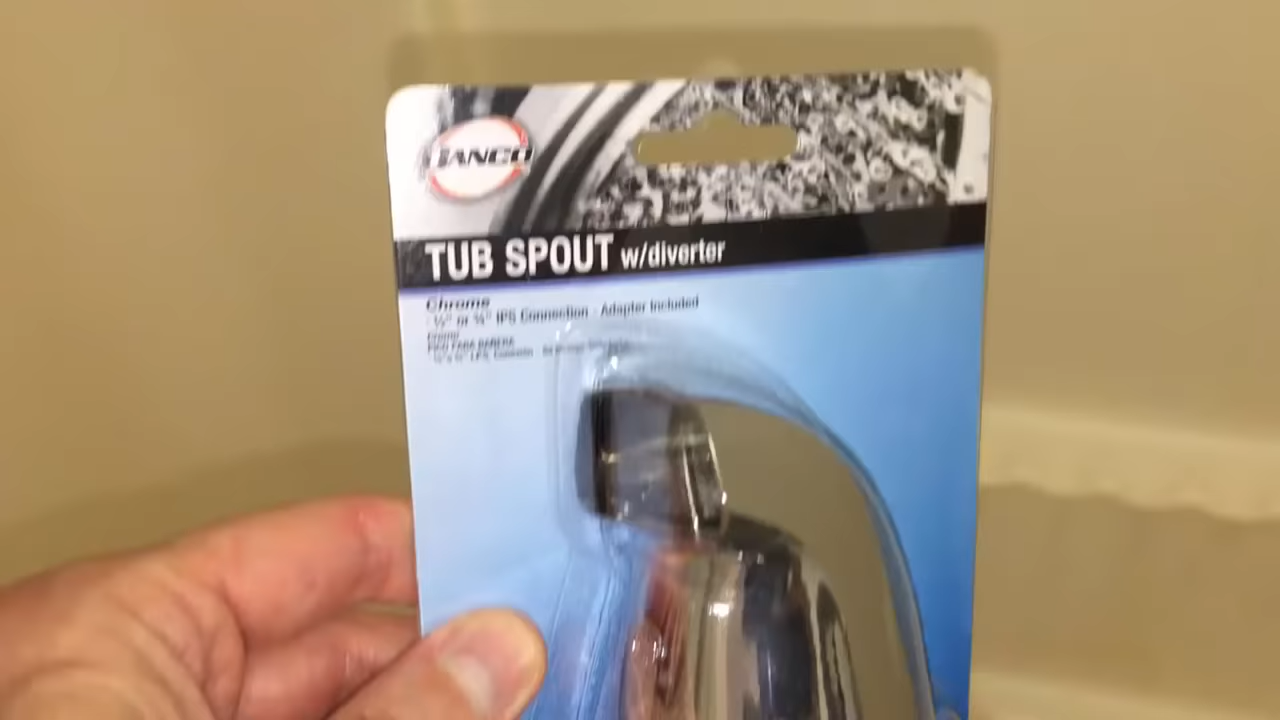 DANCO
TUB SPOUT w/diverter
Chrome
- ½" or ¾" IPS Connection - Adapter Included